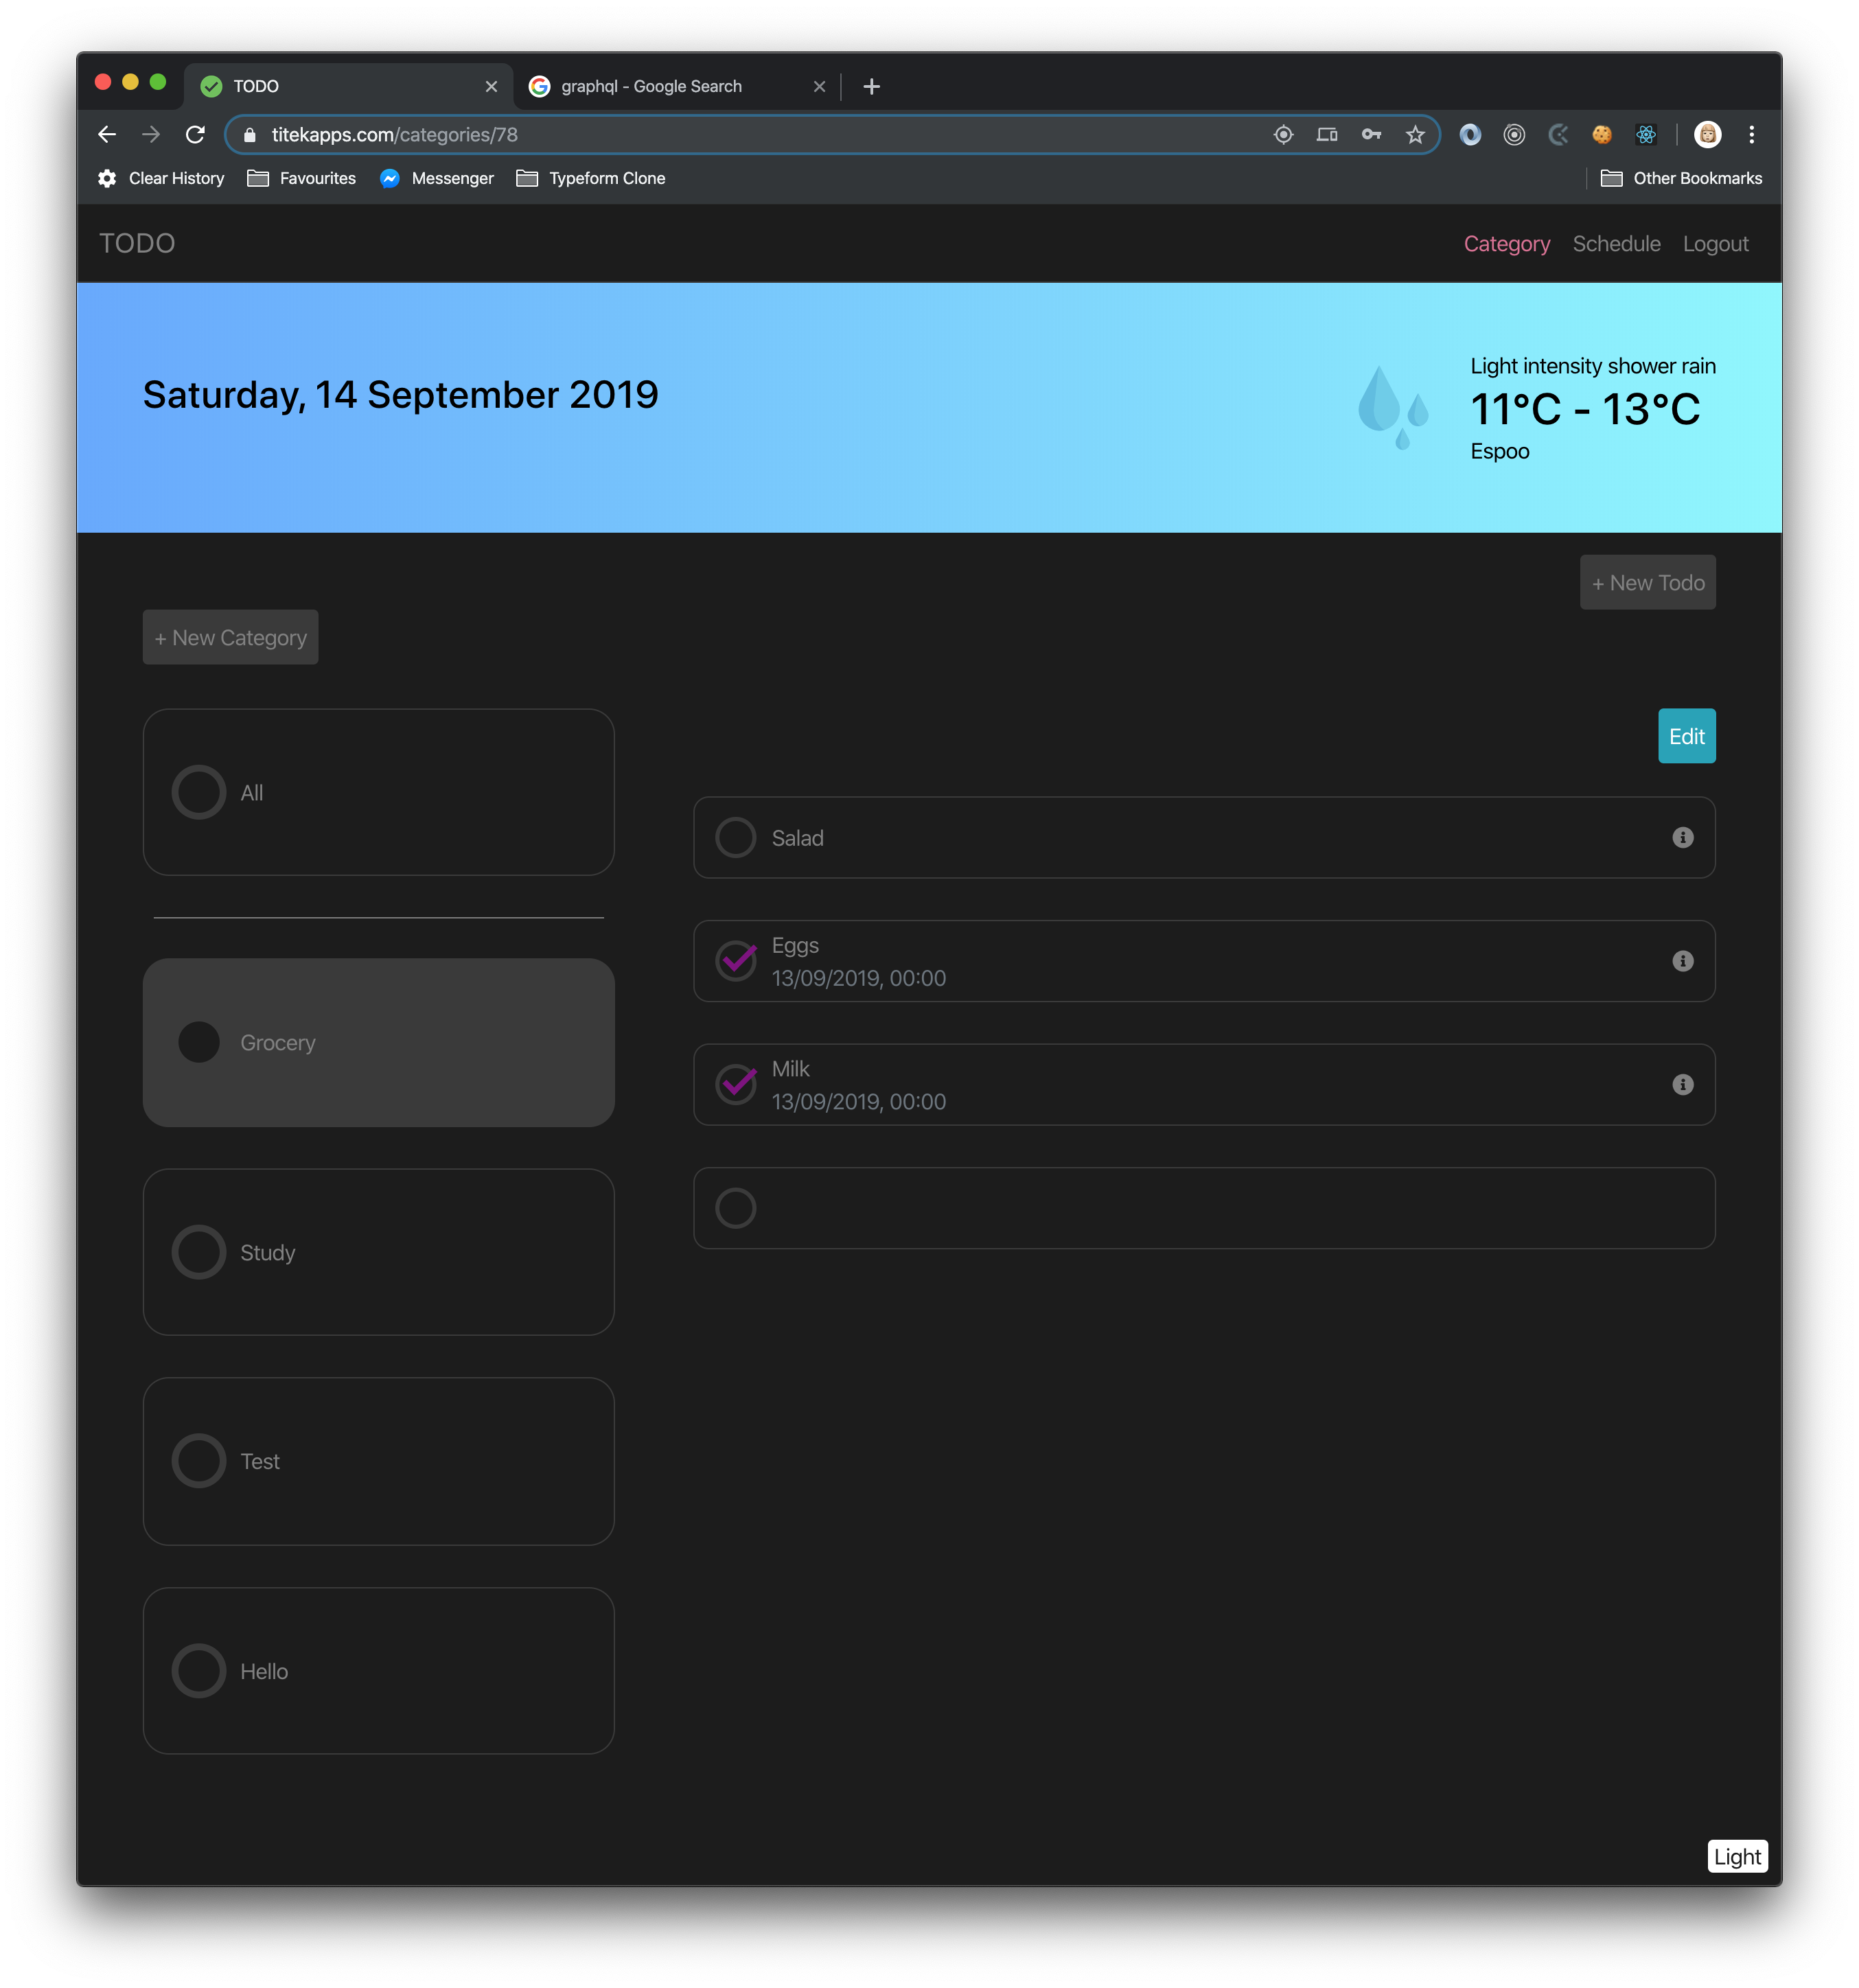 TODO
graphql - Google Search
titekapps.com/categories/78
Clear History
Favourites
Messenger
Typeform Clone
Other Bookmarks
TODO
Category
Schedule
Logout
Saturday, 14 September 2019
Light intensity shower rain
11°C - 13°C
Espoo
+ New Todo
+ New Category
Edit
All
Grocery
Study
Test
Hello
Salad
Eggs
13/09/2019, 00:00
Milk
13/09/2019, 00:00
Light